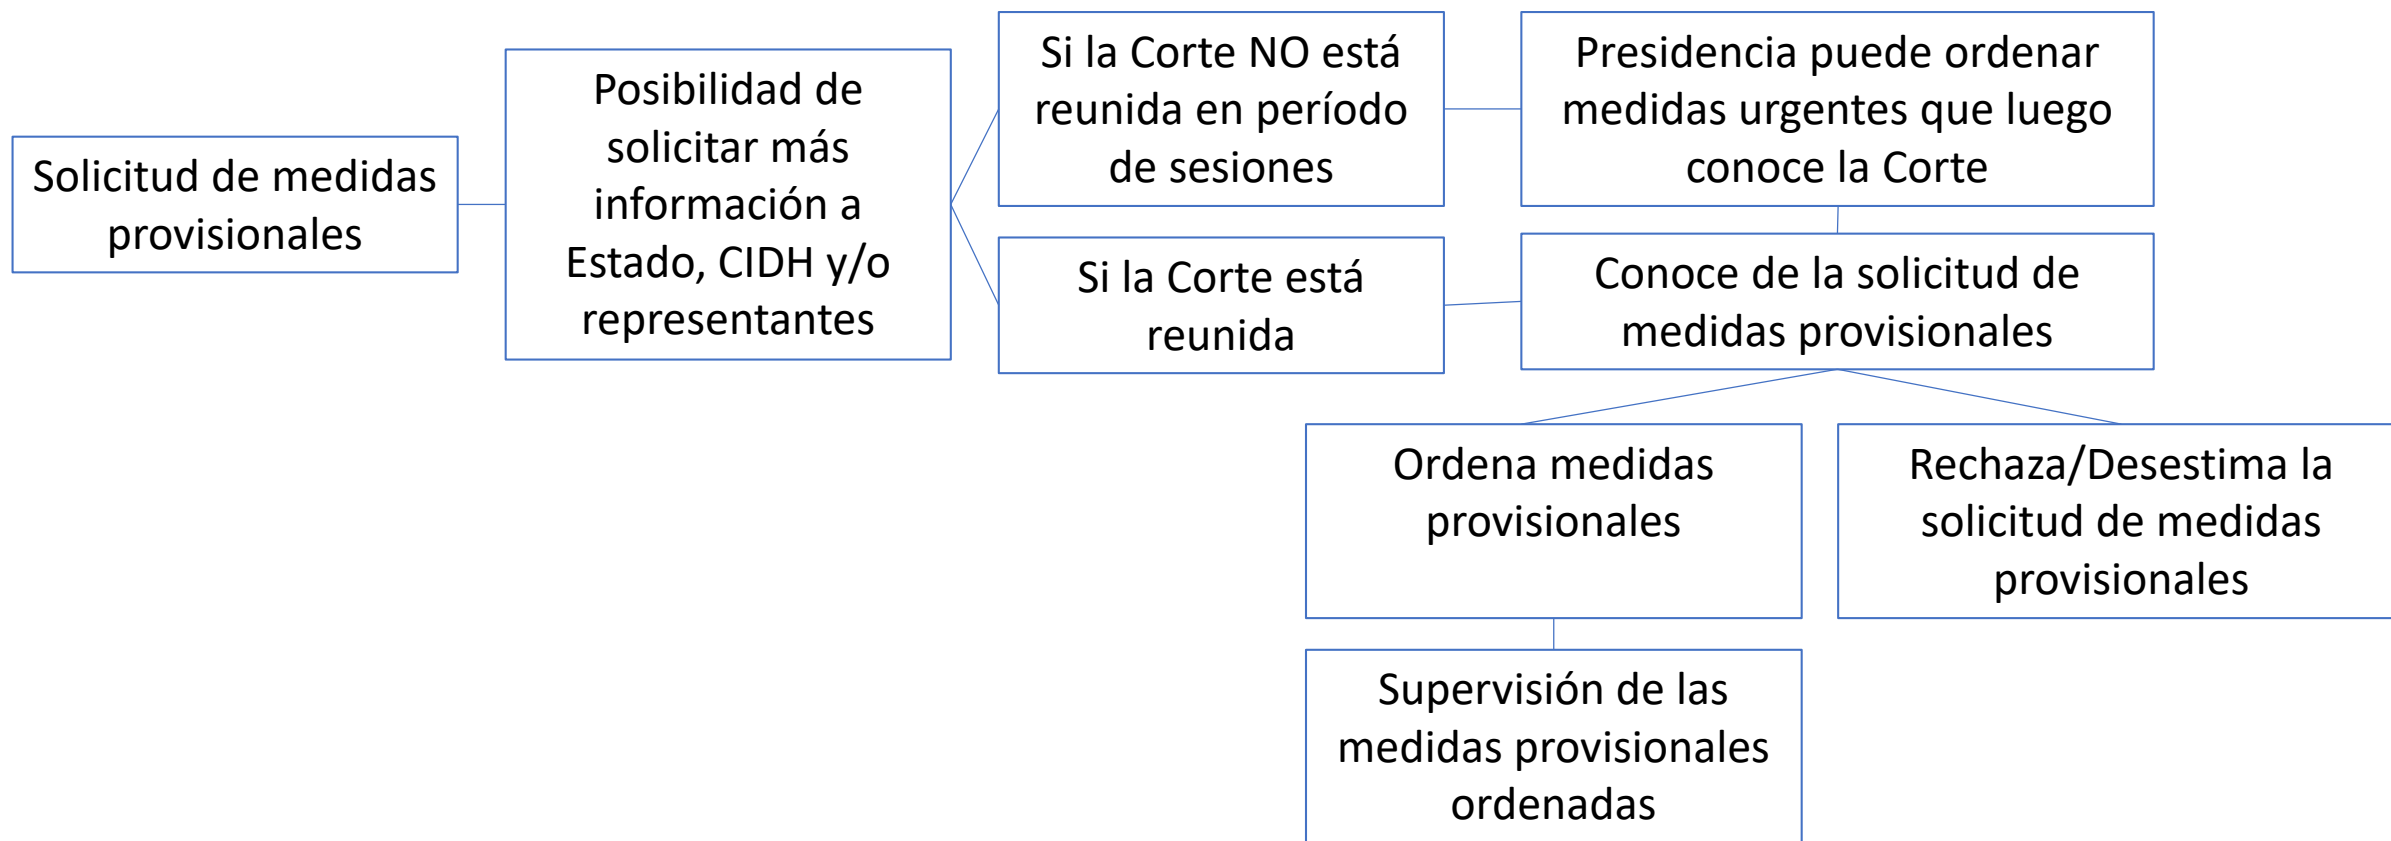 Solicitud de medidas
provisionales
Posibilidad de
solicitar más
información a
Estado, CIDH y/o
representantes
Si la Corte NO está
reunida en período
de sesiones
Presidencia puede ordenar
medidas urgentes que luego
conoce la Corte
Si la Corte está
reunida
Conoce de la solicitud de
medidas provisionales
Ordena medidas
provisionales
Rechaza/Desestima la
solicitud de medidas
provisionales
Supervisión de las
medidas provisionales
ordenadas